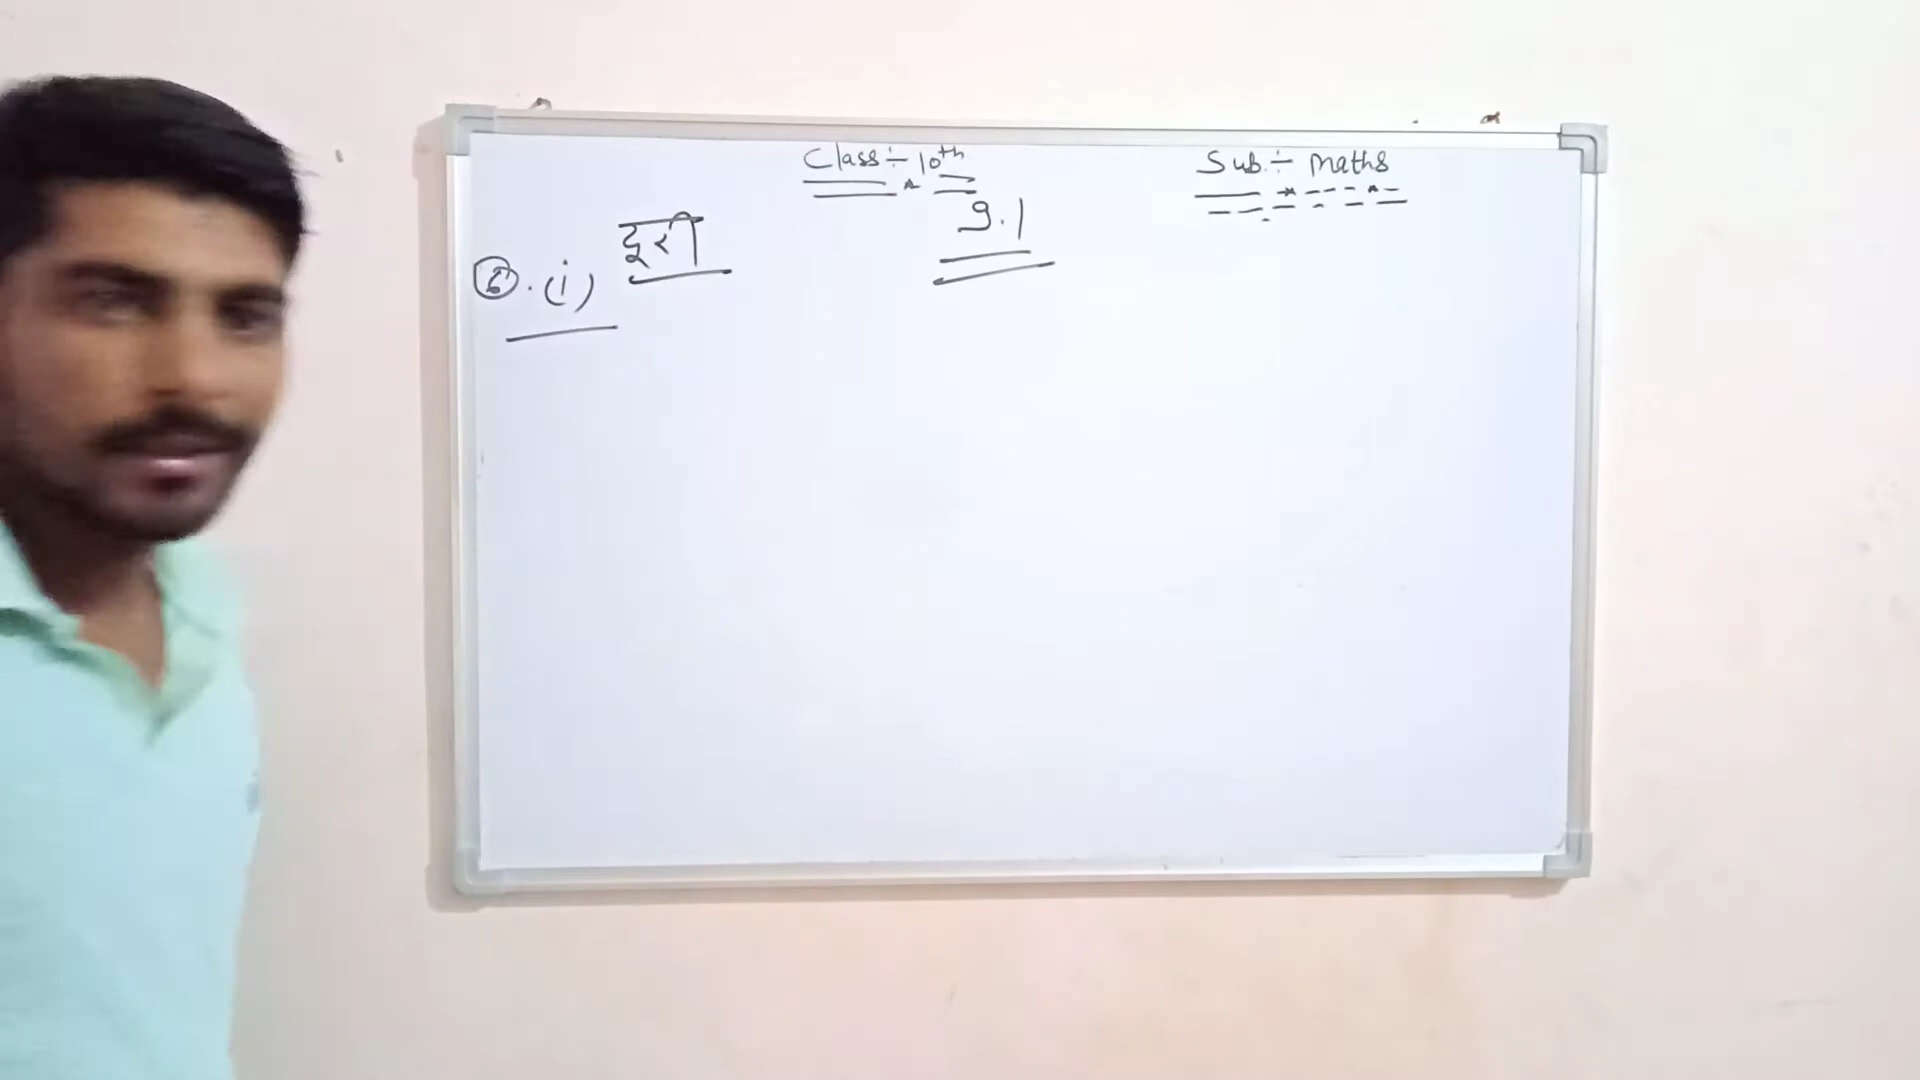 Class :- 10th
Sub. :- Maths
9.1
दूरी
6. (i)